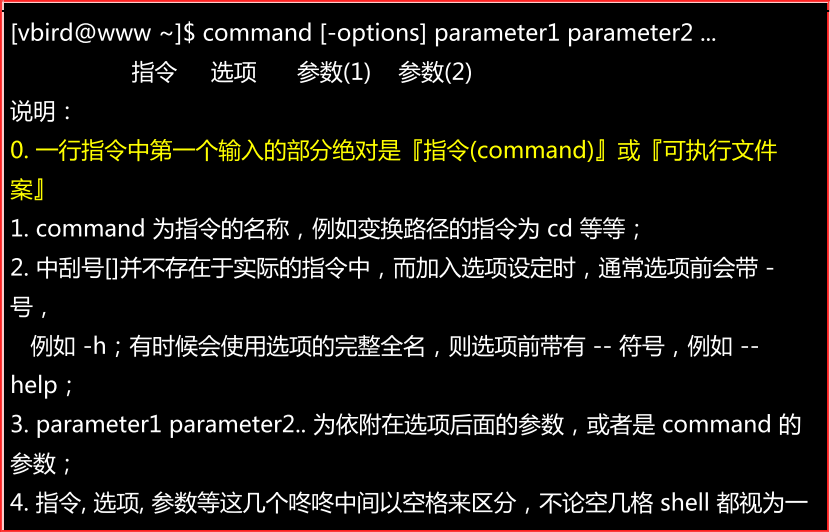 [vbird@www ~]$ command [-options] parameter1 parameter2 ...
指令 选项 参数(1) 参数(2)
说明：
0. 一行指令中第一个输入的部分绝对是『指令(command)』或『可执行文件
案』
1. command 为指令的名称，例如变换路径的指令为 cd 等等；
2. 中刮号[]并不存在于实际的指令中，而加入选项设定时，通常选项前会带 -
号，
例如 -h；有时候会使用选项的完整全名，则选项前带有 -- 符号，例如 --
help；
3. parameter1 parameter2.. 为依附在选项后面的参数，或者是 command 的
参数；
4. 指令, 选项, 参数等这几个咚咚中间以空格来区分，不论空几格 shell 都视为一